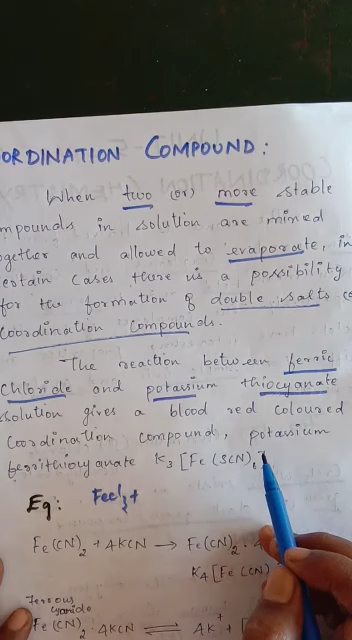 OORDINATION COMPOUND:
When two (or) more stable
mpounds in solution are mixed
ogether and allowed to evaporate, in
ertain cases there is a possibility
for the formation of double salts (o
Coordination compounds.
The reaction between ferric
Chloride and potassium thiocyanate
solution gives a blood red coloured
Coordination compound, potassium
ferrithiocyanate K3 [Fe(SCN)
Eg: FeCl3 +
Fe(CN)2 + 4KCN → Fe(CN)2 . 4
K4 [Fe(CN)
Ferrous
cyanide
Fe(CN)2 . 4KCN ⇌ 4K+ + [